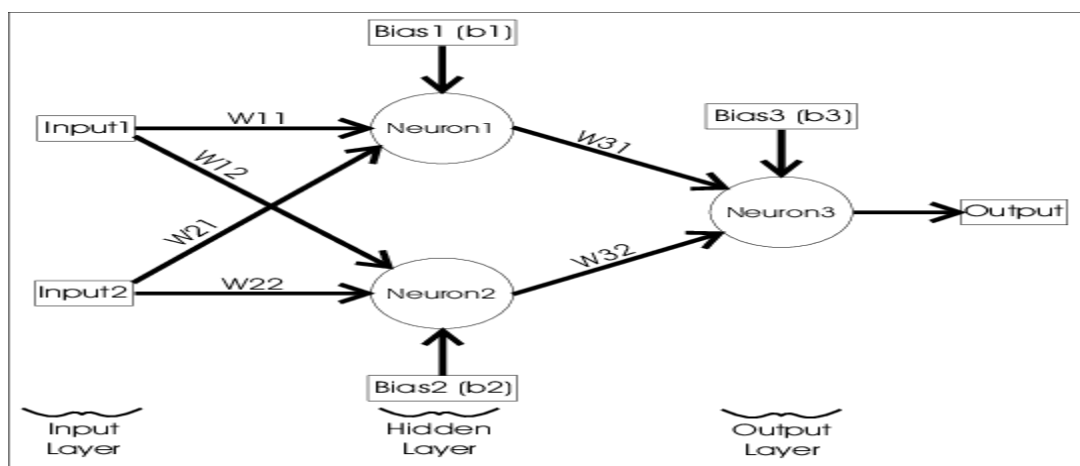 Bias1 (b1)
Input1
W11
Neuron1
Bias3 (b3)
W31
W12
Neuron3
Output
W21
W32
Input2
W22
Neuron2
Bias2 (b2)
Input
Layer
Hidden
Layer
Output
Layer